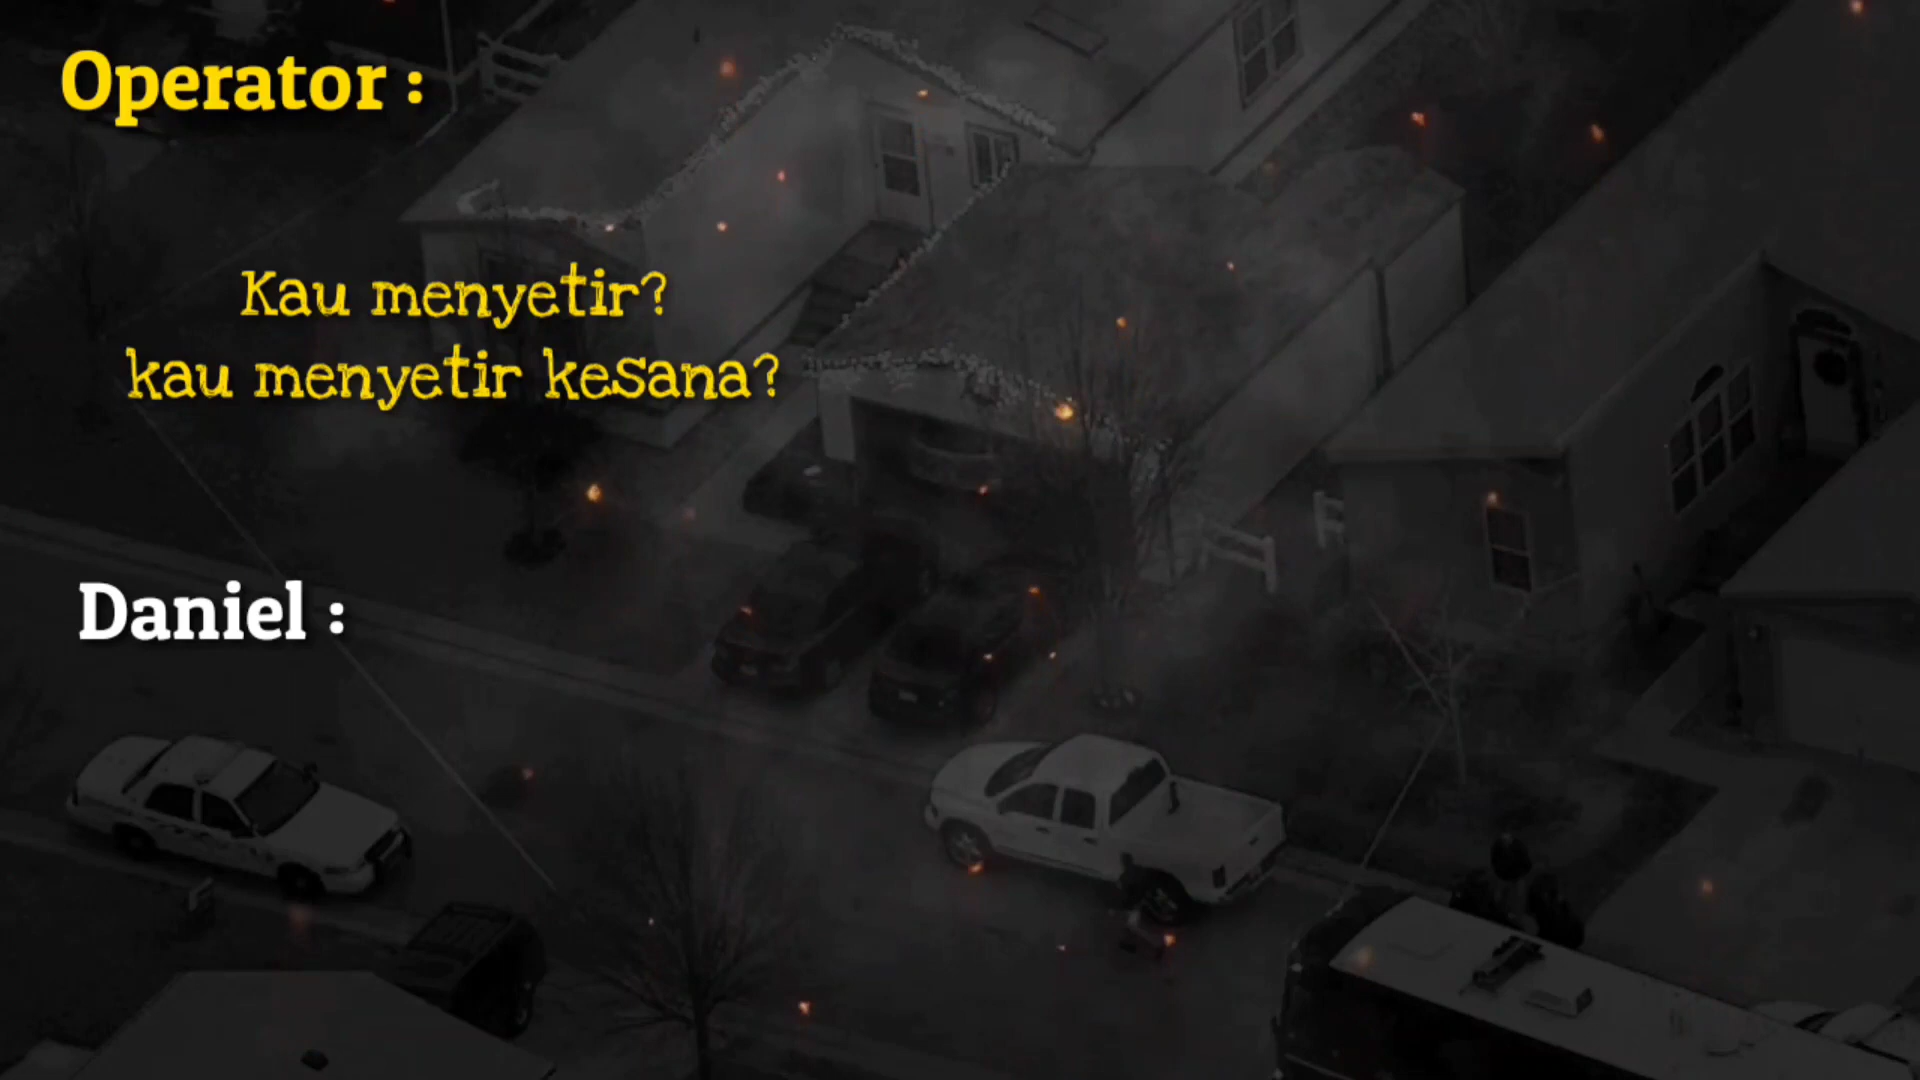 Operator :
Kau menyetir?
kau menyetir kesana?
Daniel :